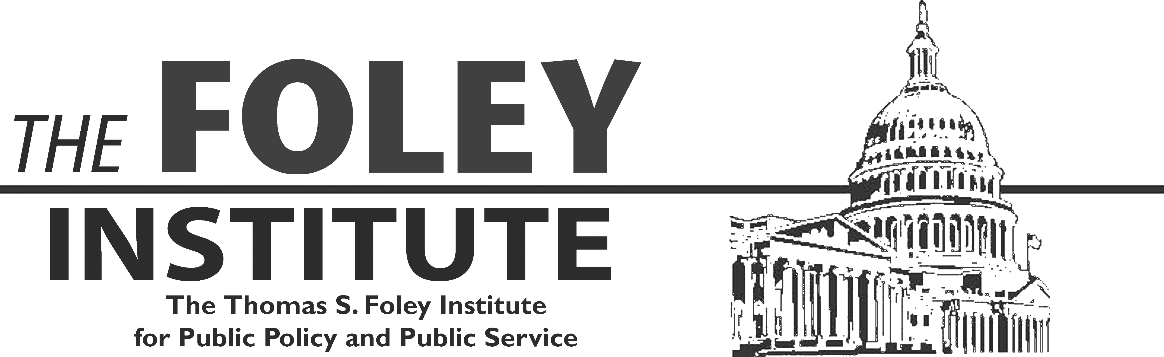 THE FOLEY
INSTITUTE
The Thomas S. Foley Institute
for Public Policy and Public Service